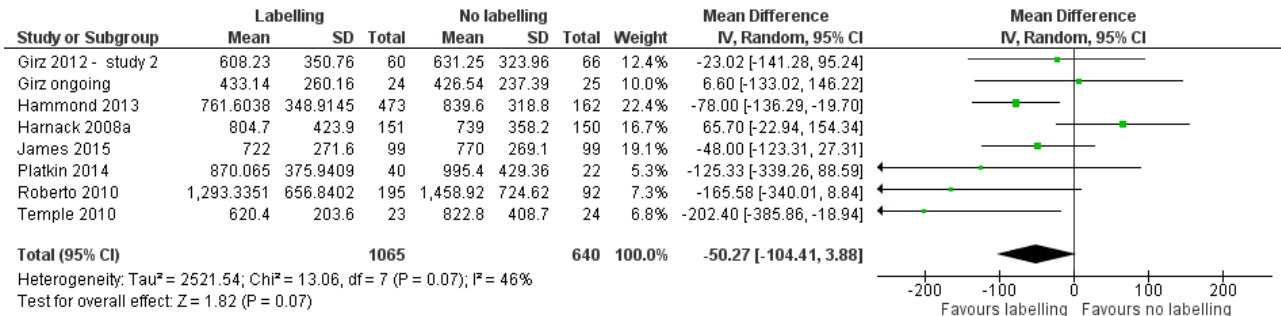 Labelling No labelling Mean Difference Mean Difference
Study or Subgroup Mean SD Total Mean SD Total Weight IV, Random, 95% CI IV, Random, 95% CI
Girz 2012 - study 2 608.23 350.76 60 631.25 323.96 66 12.4% -23.02 [-141.28, 95.24]
Girz ongoing 433.14 260.16 24 426.54 237.39 25 10.0% 6.60 [-133.02, 146.22]
Hammond 2013 761.6038 348.9145 473 839.6 318.8 162 22.4% -78.00 [-136.29, -19.70]
Harnack 2008a 804.7 423.9 151 739 358.2 150 16.7% 65.70 [-22.94, 154.34]
James 2015 722 271.6 99 770 269.1 99 19.1% -48.00 [-123.31, 27.31]
Platkin 2014 870.065 375.9409 40 995.4 429.36 22 5.3% -125.33 [-339.26, 88.59]
Roberto 2010 1,293.3351 656.8402 195 1,458.92 724.62 92 7.3% -165.58 [-340.01, 8.84]
Temple 2010 620.4 203.6 23 822.8 408.7 24 6.8% -202.40 [-385.86, -18.94]
Total (95% CI) 1065 640 100.0% -50.27 [-104.41, 3.88]
Heterogeneity: Tau² = 2521.54; Chi² = 13.06, df = 7 (P = 0.07); I² = 46%
Test for overall effect: Z = 1.82 (P = 0.07)
-200 -100 0 100 200
Favours labelling Favours no labelling